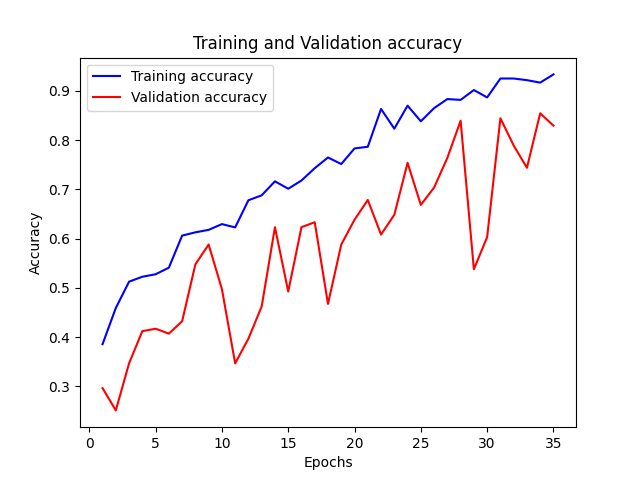 Training and Validation accuracy
Training accuracy
Validation accuracy
Accuracy
0.9
0.8
0.7
0.6
0.5
0.4
0.3
0 5 10 15 20 25 30 35
Epochs